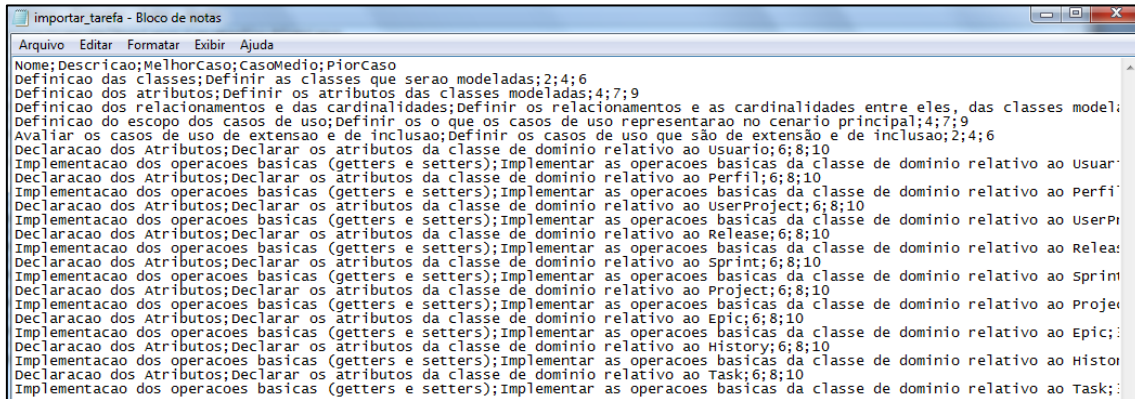 importar_tarefa - Bloco de notas
Arquivo Editar Formatar Exibir Ajuda
Nome;Descricao;MelhorCaso;CasoMedio;PiorCaso
Definicao das classes;Definir as classes que serao modeladas;2;4;6
Definicao dos atributos;Definir os atributos das classes modeladas;4;7;9
Definicao dos relacionamentos e das cardinalidades;Definir os relacionamentos e as cardinalidades entre eles, das classes
Definicao do escopo dos casos de uso;Definir os o que os casos de uso representarao no cenario principal;4;7;9
Avaliar os casos de uso de extensao e de inclusao;Definir os casos de uso que são de extensão e de inclusao;2;4;6
Declaracao dos Atributos;Declarar os atributos da classe de dominio relativo ao Usuario;6;8;10
Implementacao dos operacoes basicas (getters e setters);Implementar as operacoes basicas da classe de dominio relativo ao
Declaracao dos Atributos;Declarar os atributos da classe de dominio relativo ao Perfil;6;8;10
Implementacao dos operacoes basicas (getters e setters);Implementar as operacoes basicas da classe de dominio relativo ao
Declaracao dos Atributos;Declarar os atributos da classe de dominio relativo ao UserProject;6;8;10
Implementacao dos operacoes basicas (getters e setters);Implementar as operacoes basicas da classe de dominio relativo ao
Declaracao dos Atributos;Declarar os atributos da classe de dominio relativo ao Release;6;8;10
Implementacao dos operacoes basicas (getters e setters);Implementar as operacoes basicas da classe de dominio relativo ao
Declaracao dos Atributos;Declarar os atributos da classe de dominio relativo ao Sprint;6;8;10
Implementacao dos operacoes basicas (getters e setters);Implementar as operacoes basicas da classe de dominio relativo ao
Declaracao dos Atributos;Declarar os atributos da classe de dominio relativo ao Project;6;8;10
Implementacao dos operacoes basicas (getters e setters);Implementar as operacoes basicas da classe de dominio relativo ao
Declaracao dos Atributos;Declarar os atributos da classe de dominio relativo ao Epic;6;8;10
Implementacao dos operacoes basicas (getters e setters);Implementar as operacoes basicas da classe de dominio relativo ao Epic;
Declaracao dos Atributos;Declarar os atributos da classe de dominio relativo ao History;6;8;10
Implementacao dos operacoes basicas (getters e setters);Implementar as operacoes basicas da classe de dominio relativo ao
Declaracao dos Atributos;Declarar os atributos da classe de dominio relativo ao Task;6;8;10
Implementacao dos operacoes basicas (getters e setters);Implementar as operacoes basicas da classe de dominio relativo ao Task;